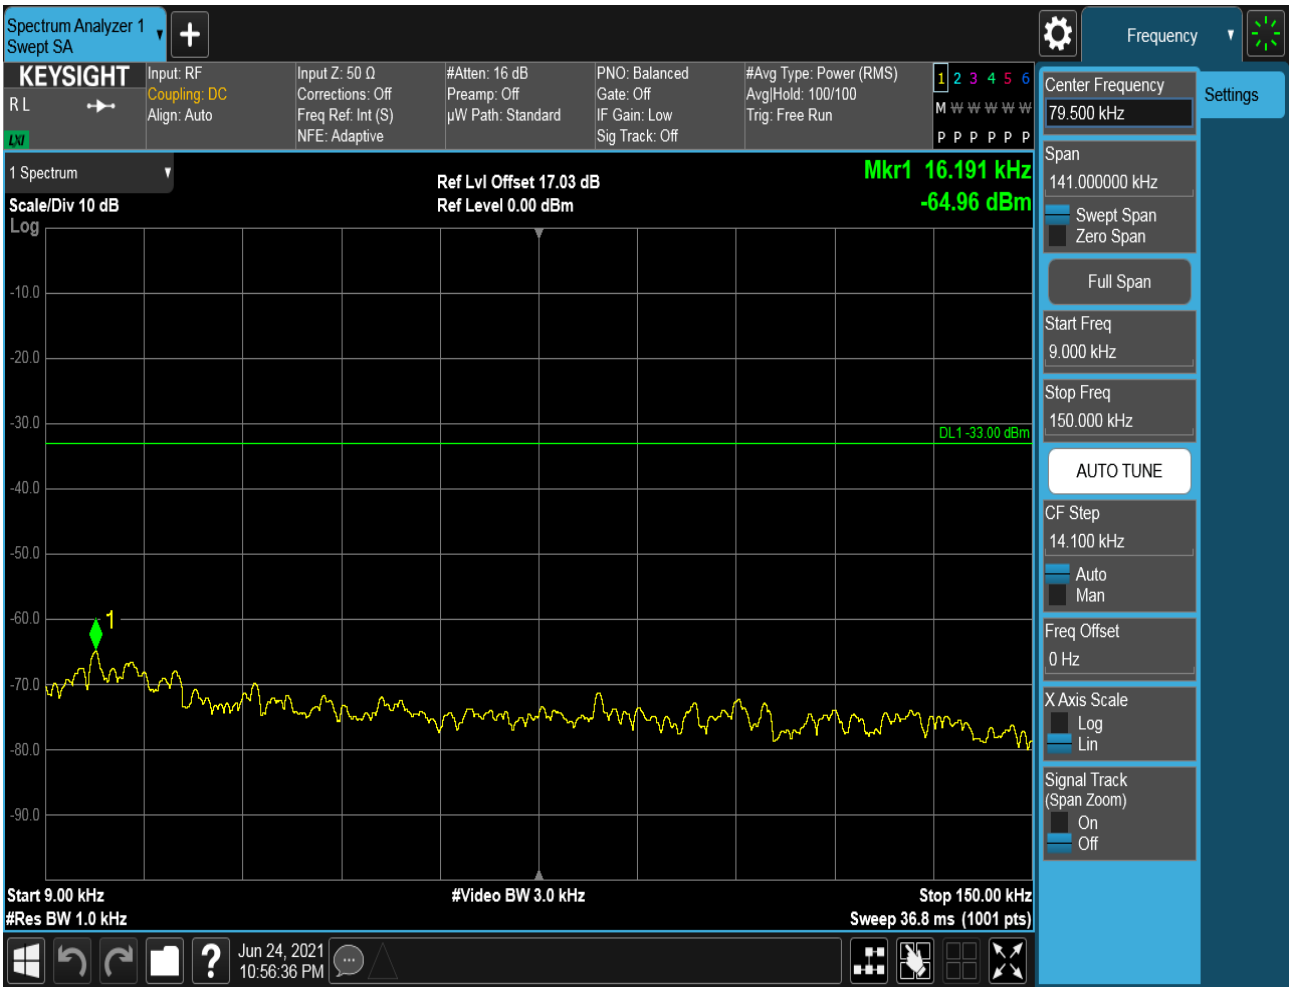 Spectrum Analyzer 1
Swept SA
Frequency
KEYSIGHT
R L
LXI
Input: RF
Coupling: DC
Align: Auto
Input Z: 50 Ω
Corrections: Off
Freq Ref: Int (S)
NFE: Adaptive
#Atten: 16 dB
Preamp: Off
µW Path: Standard
PNO: Balanced
Gate: Off
IF Gain: Low
Sig Track: Off
#Avg Type: Power (RMS)
Avg|Hold: 100/100
Trig: Free Run
1 2 3 4 5 6
M W W W W W
P P P P P P
1 Spectrum
Scale/Div 10 dB
Log
Ref Lvl Offset 17.03 dB
Ref Level 0.00 dBm
Mkr1 16.191 kHz
-64.96 dBm
-10.0
-20.0
-30.0
DL1 -33.00 dBm
-40.0
-50.0
-60.0
1
-70.0
-80.0
-90.0
Start 9.00 kHz
#Video BW 3.0 kHz
Stop 150.00 kHz
#Res BW 1.0 kHz
Sweep 36.8 ms (1001 pts)
Center Frequency
79.500 kHz
Settings
Span
141.000000 kHz
Swept Span
Zero Span
Full Span
Start Freq
9.000 kHz
Stop Freq
150.000 kHz
AUTO TUNE
CF Step
14.100 kHz
Auto
Man
Freq Offset
0 Hz
X Axis Scale
Log
Lin
Signal Track
(Span Zoom)
On
Off
?
Jun 24, 2021
10:56:36 PM